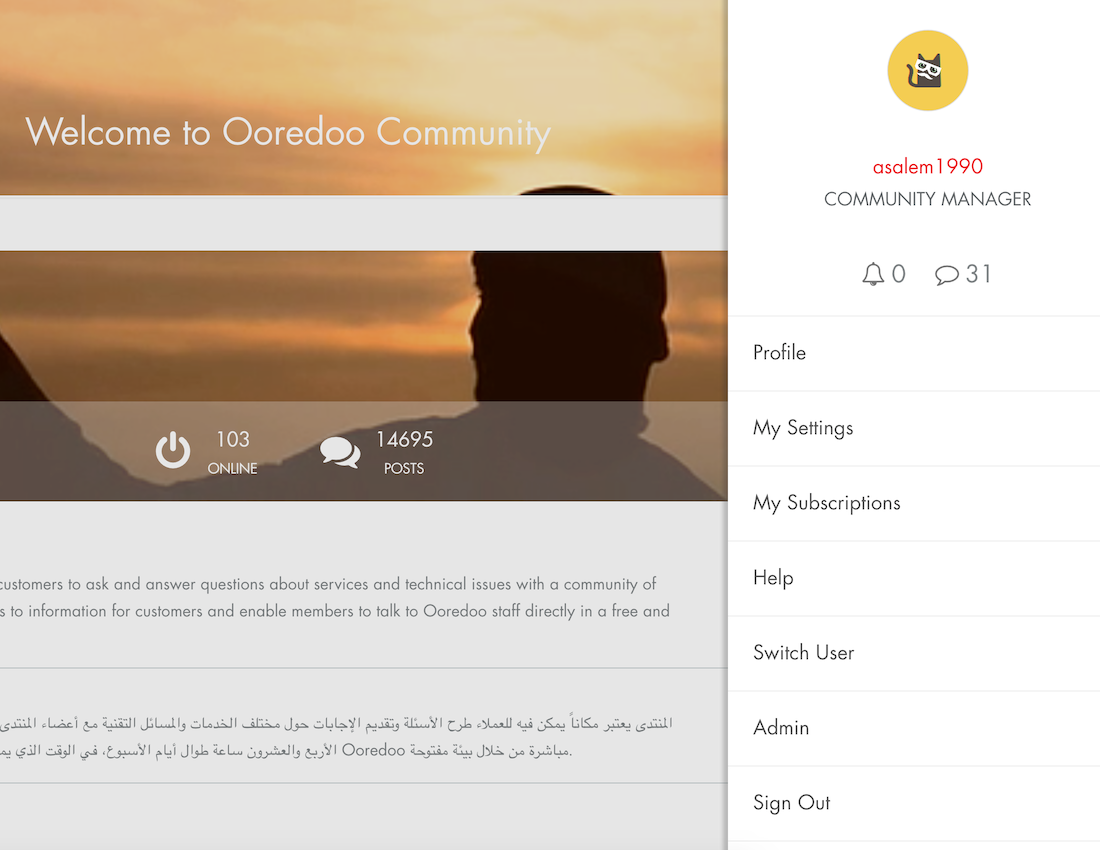 Welcome to Ooredoo Community
103
ONLINE
14695
POSTS
customers to ask and answer questions about services and technical issues with a community of
s to information for customers and enable members to talk to Ooredoo staff directly in a free and
المنتدى يعتبر مكاناً يمكن فيه للعملاء طرح الأسئلة وتقديم الإجابات حول مختلف الخدمات والمسائل التقنية مع أعضاء المنتدى
الأربع والعشرون ساعة طوال أيام الأسبوع، في الوقت الذي Ooredoo مباشرة من خلال بيئة مفتوحة.
asalem1990
COMMUNITY MANAGER
0
31
Profile
My Settings
My Subscriptions
Help
Switch User
Admin
Sign Out